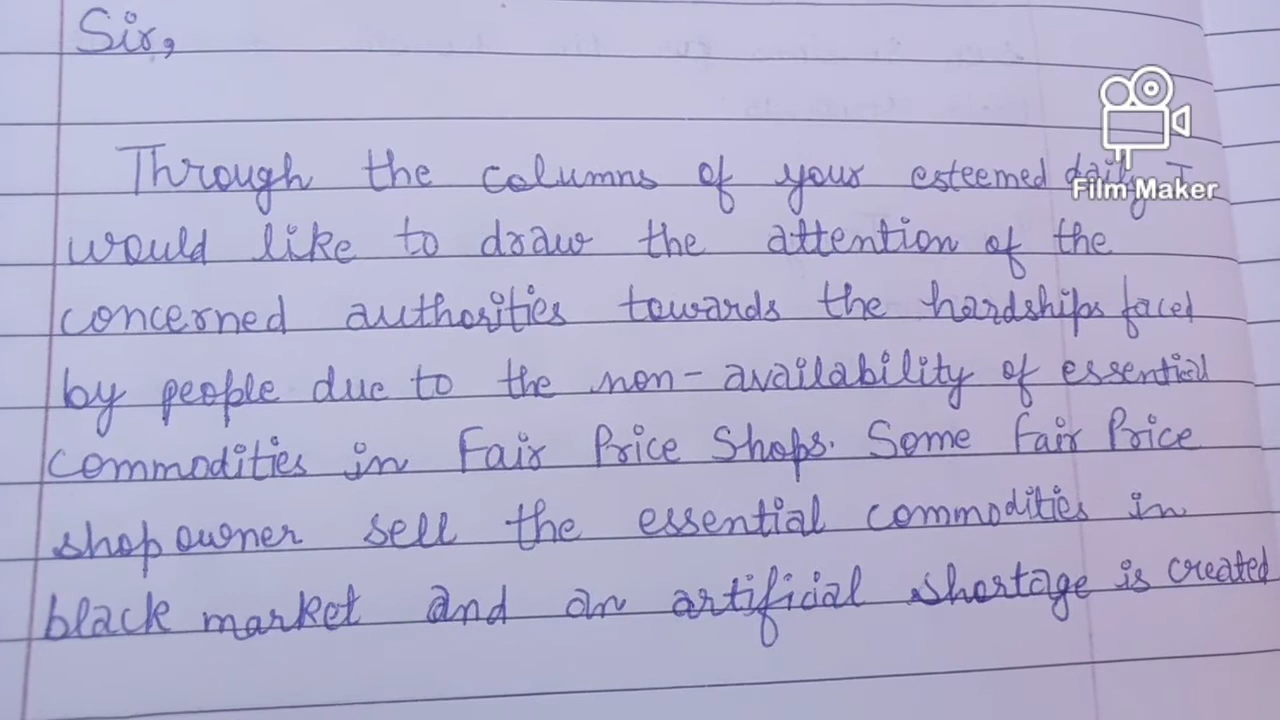 Sir,
Through the columns of your esteemed daily I
would like to draw the attention of the
concerned authorities towards the hardships faced
by people due to the non-availability of essential
commodities in Fair Price Shops. Some Fair Price
shop owner sell the essential commodities in
black market and an artificial shortage is created
Film Maker